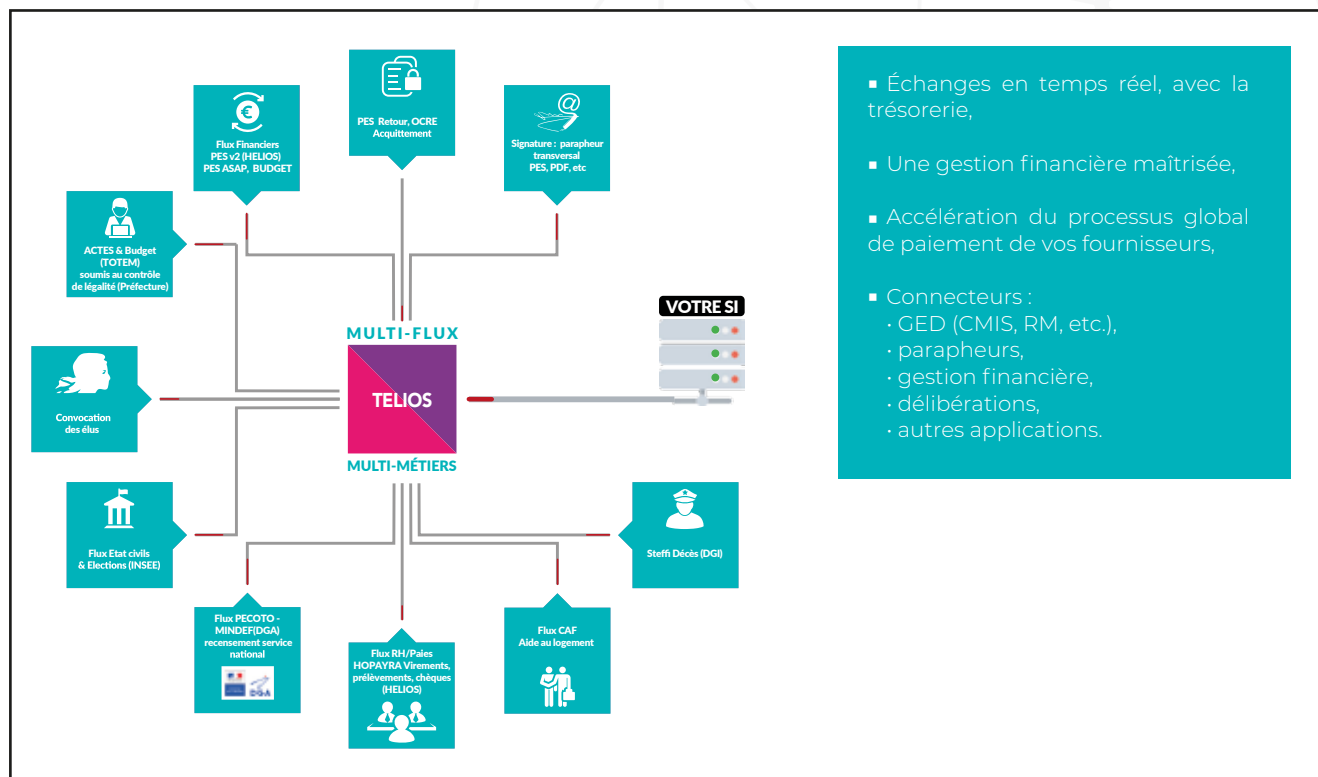 PES Retour, OCRE
Acquittement
Flux Financiers
PES v2 (HELIOS)
PES ASAP, BUDGET
Signature : parapheur
transversal
PES, PDF, etc
ACTES & Budget
(TOTEM)
soumis au contrôle
de légalité (Préfecture)
Convocation
des élus
Flux Etat civils
& Elections (INSEE)
MULTI-FLUX
TELIOS
MULTI-MÉTIERS
VOTRE SI
Steffi Décès (DGI)
Flux PECOTO -
MINDEF(DGA)
recensement service
national
DGA
Flux RH/Paies
HOPAYRA Virements,
prélèvements, chèques
(HELIOS)
Flux CAF
Aide au logement
▪ Échanges en temps réel, avec la
trésorerie,
▪ Une gestion financière maîtrisée,
▪ Accélération du processus global
de paiement de vos fournisseurs,
▪ Connecteurs :
· GED (CMIS, RM, etc.),
· parapheurs,
· gestion financière,
· délibérations,
· autres applications.